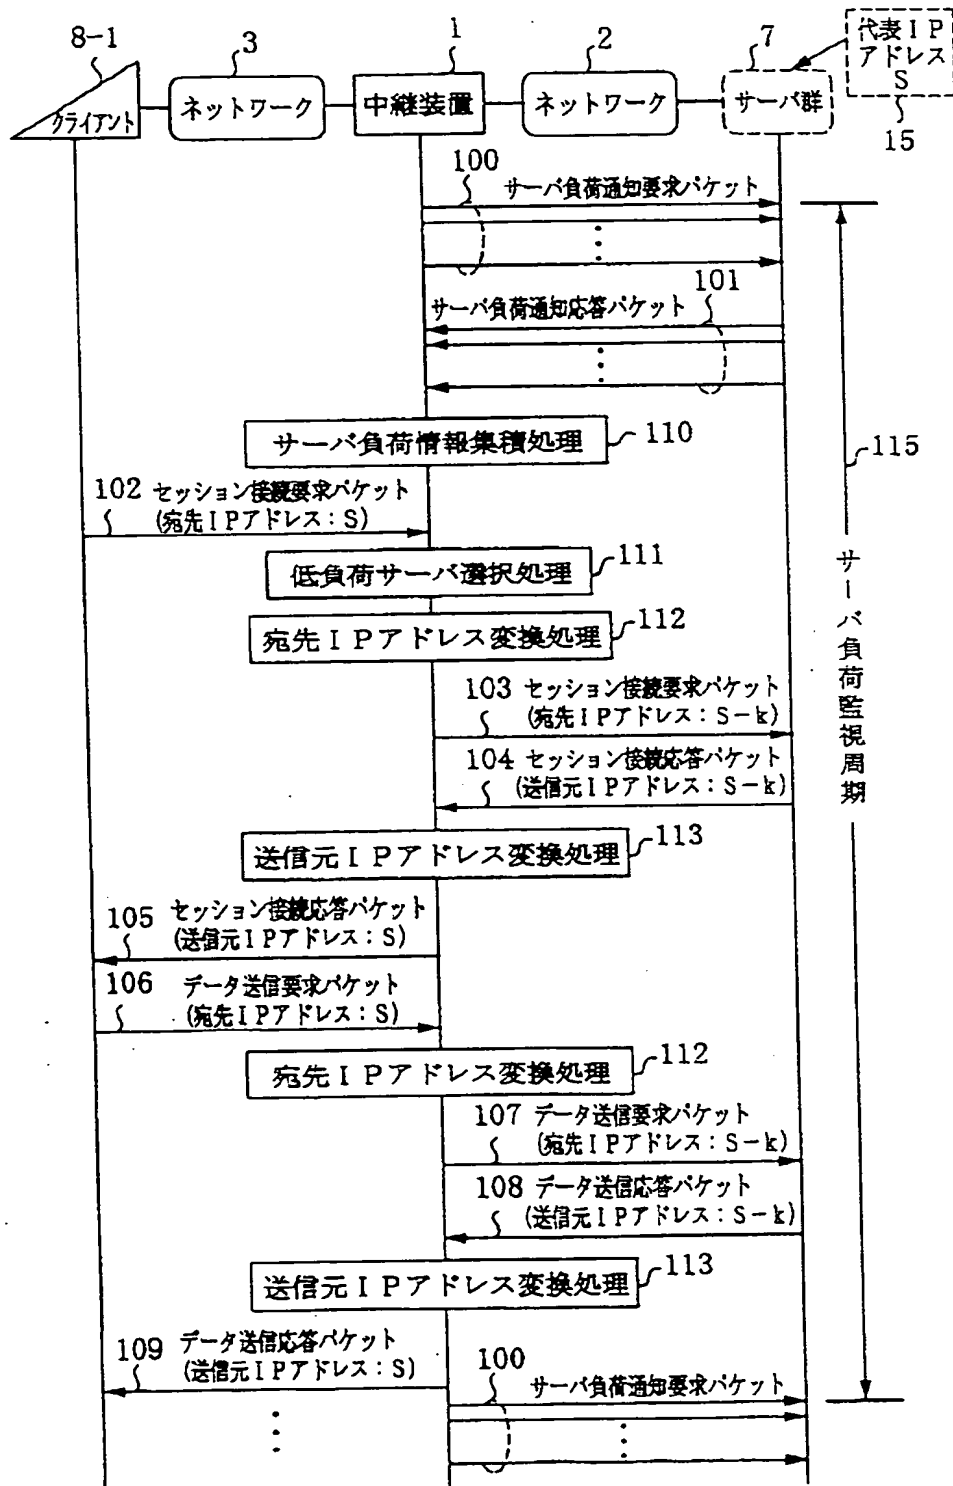 8-1
3
1
2
7
代表IP
アドレス
S
15
クライアント
ネットワーク
中継装置
ネットワーク
サーバ群
100
サーバ負荷通知要求パケット
101
サーバ負荷通知応答パケット
サーバ負荷情報集積処理
110
115
サーバ負荷監視周期
102
セッション接続要求パケット
(宛先IPアドレス:S)
低負荷サーバ選択処理
111
宛先IPアドレス変換処理
112
103
セッション接続要求パケット
(宛先IPアドレス:S-k)
104
セッション接続応答パケット
(送信元IPアドレス:S-k)
送信元IPアドレス変換処理
113
105
セッション接続応答パケット
(送信元IPアドレス:S)
106
データ送信要求パケット
(宛先IPアドレス:S)
宛先IPアドレス変換処理
112
107
データ送信要求パケット
(宛先IPアドレス:S-k)
108
データ送信応答パケット
(送信元IPアドレス:S-k)
送信元IPアドレス変換処理
113
109
データ送信応答パケット
(送信元IPアドレス:S)
100
サーバ負荷通知要求パケット